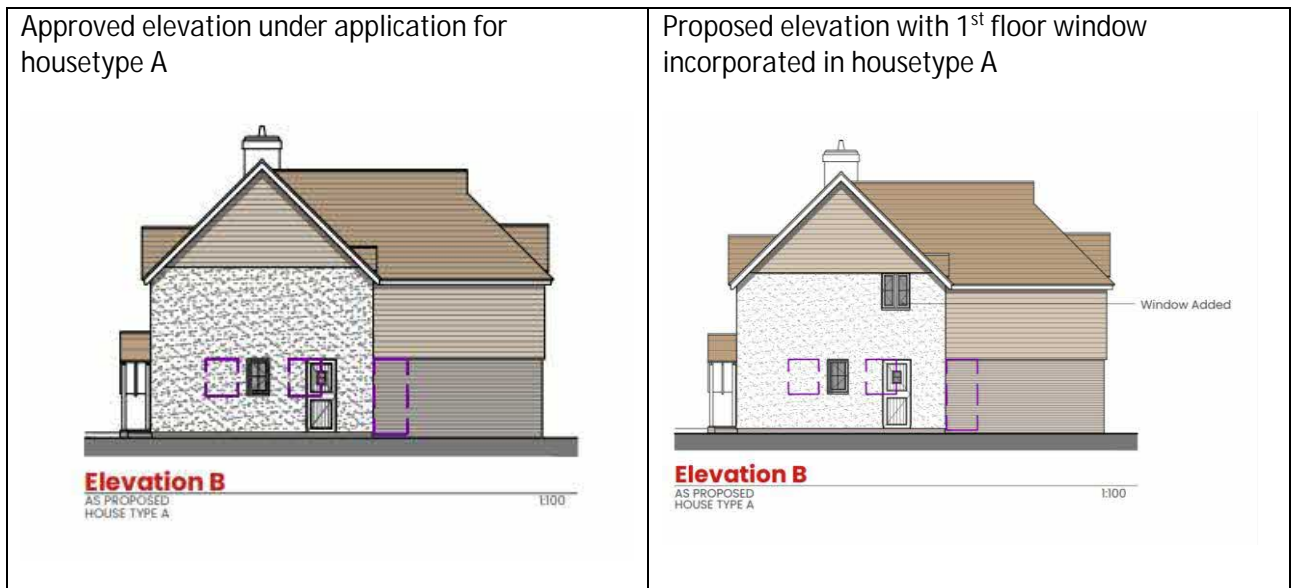 Approved elevation under application for
housetype A
Elevation B
AS PROPOSED
HOUSE TYPE A
1:100
Proposed elevation with 1st floor window
incorporated in housetype A
Window Added
Elevation B
AS PROPOSED
HOUSE TYPE A
1:100